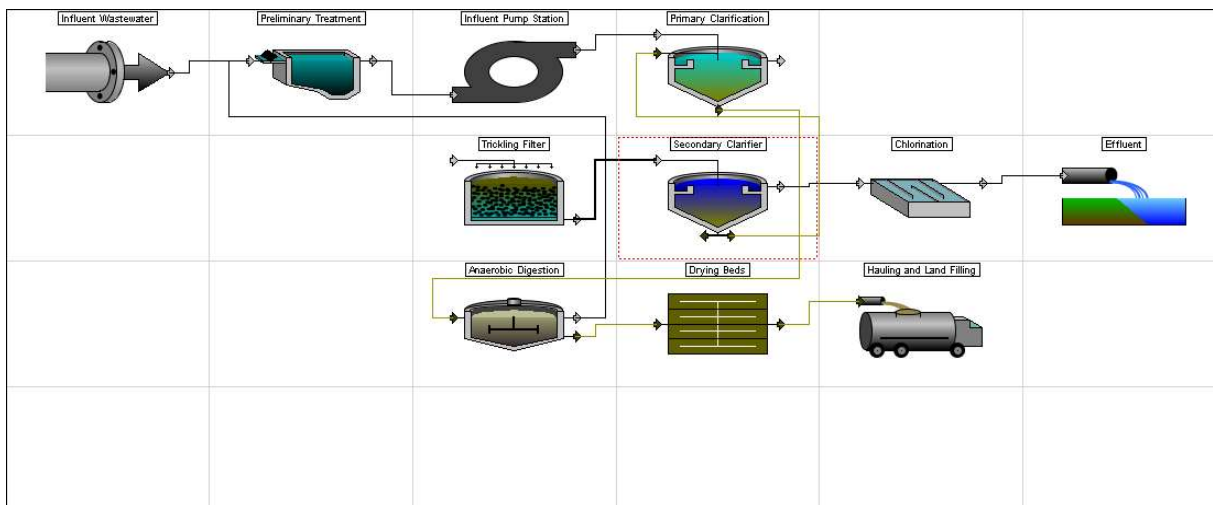 Influent Wastewater
Preliminary Treatment
Influent Pump Station
Primary Clarification
Trickling Filter
Secondary Clarifier
Chlorination
Effluent
Anaerobic Digestion
Drying Beds
Hauling and Land Filling